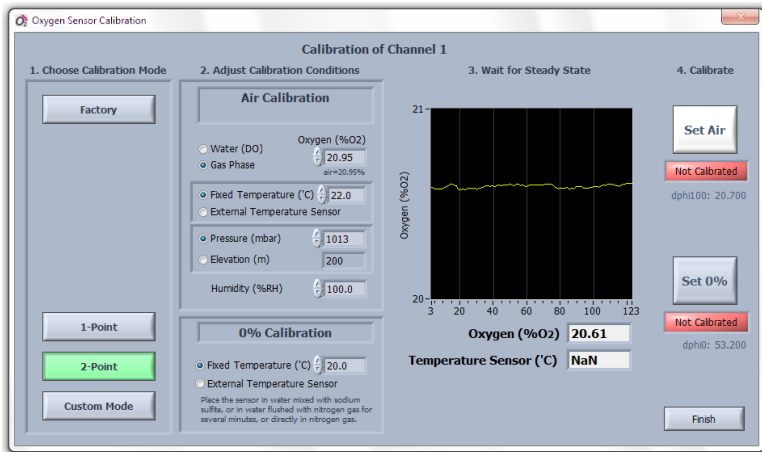 O2 Oxygen Sensor Calibration
Calibration of Channel 1
1. Choose Calibration Mode
Factory
1-Point
2-Point
Custom Mode
2. Adjust Calibration Conditions
Air Calibration
Oxygen (%O2)
Water (DO)
Gas Phase
20.95
air=20.95%
Fixed Temperature (°C) 22.0
External Temperature Sensor
Pressure (mbar) 1013
Elevation (m) 200
Humidity (%RH) 100.0
0% Calibration
Fixed Temperature (°C) 20.0
External Temperature Sensor
Place the sensor in water mixed with sodium
sulfite, or in water flushed with nitrogen gas for
several minutes, or directly in nitrogen gas.
3. Wait for Steady State
Oxygen (%O2)
21
20
3 20 40 60 80 100 123
Oxygen (%O2) 20.61
Temperature Sensor (°C) NaN
4. Calibrate
Set Air
Not Calibrated
dphi100: 20.700
Set 0%
Not Calibrated
dphi0: 53.200
Finish